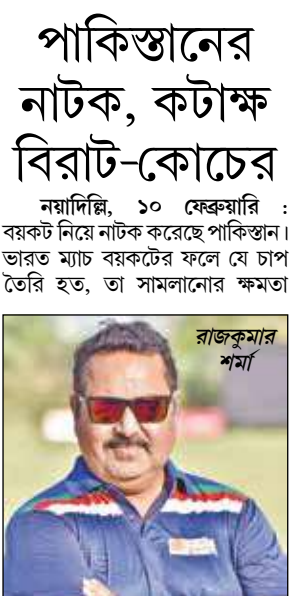 পাকিস্তানের
নাটক, কটাক্ষ
বিরাট-কোচের
নয়াদিল্লি, ১০ ফেব্রুয়ারি :
বয়কট নিয়ে নাটক করেছে পাকিস্তান।
ভারত ম্যাচ বয়কটের ফলে যে চাপ
তৈরি হত, তা সামলানোর ক্ষমতা
রাজকুমার
শর্মা